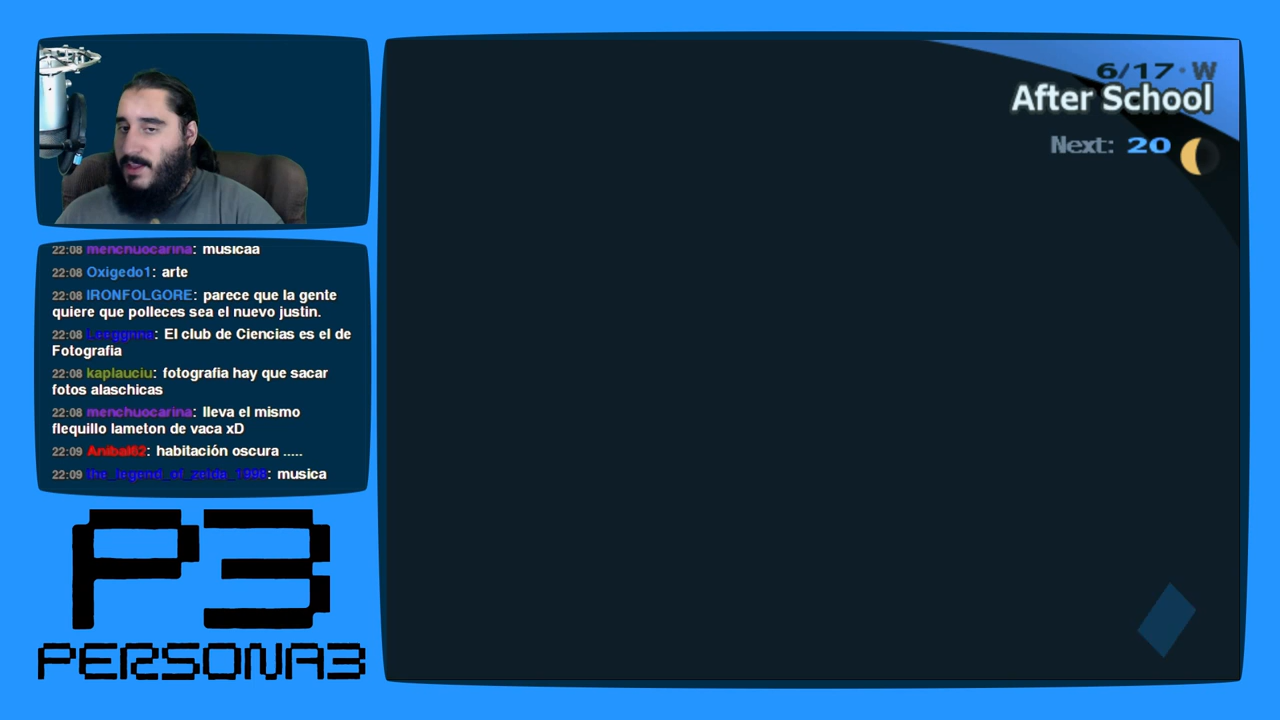 6/17 · W
After School
Next: 20
22:08 menchuocarina: musicaa
22:08 Oxigedo1: arte
22:08 IRONFOLGORE: parece que la gente
quiere que polleces sea el nuevo justin.
22:08 : El club de Ciencias es el de
Fotografia
22:08 kaplauciu: fotografia hay que sacar
fotos alaschicas
22:08 menchuocarina: lleva el mismo
flequillo lameton de vaca xD
22:09 Anibal62: habitación oscura .....
22:09 the_legend_of_zelda_1998: musica
P3
PERSONA3